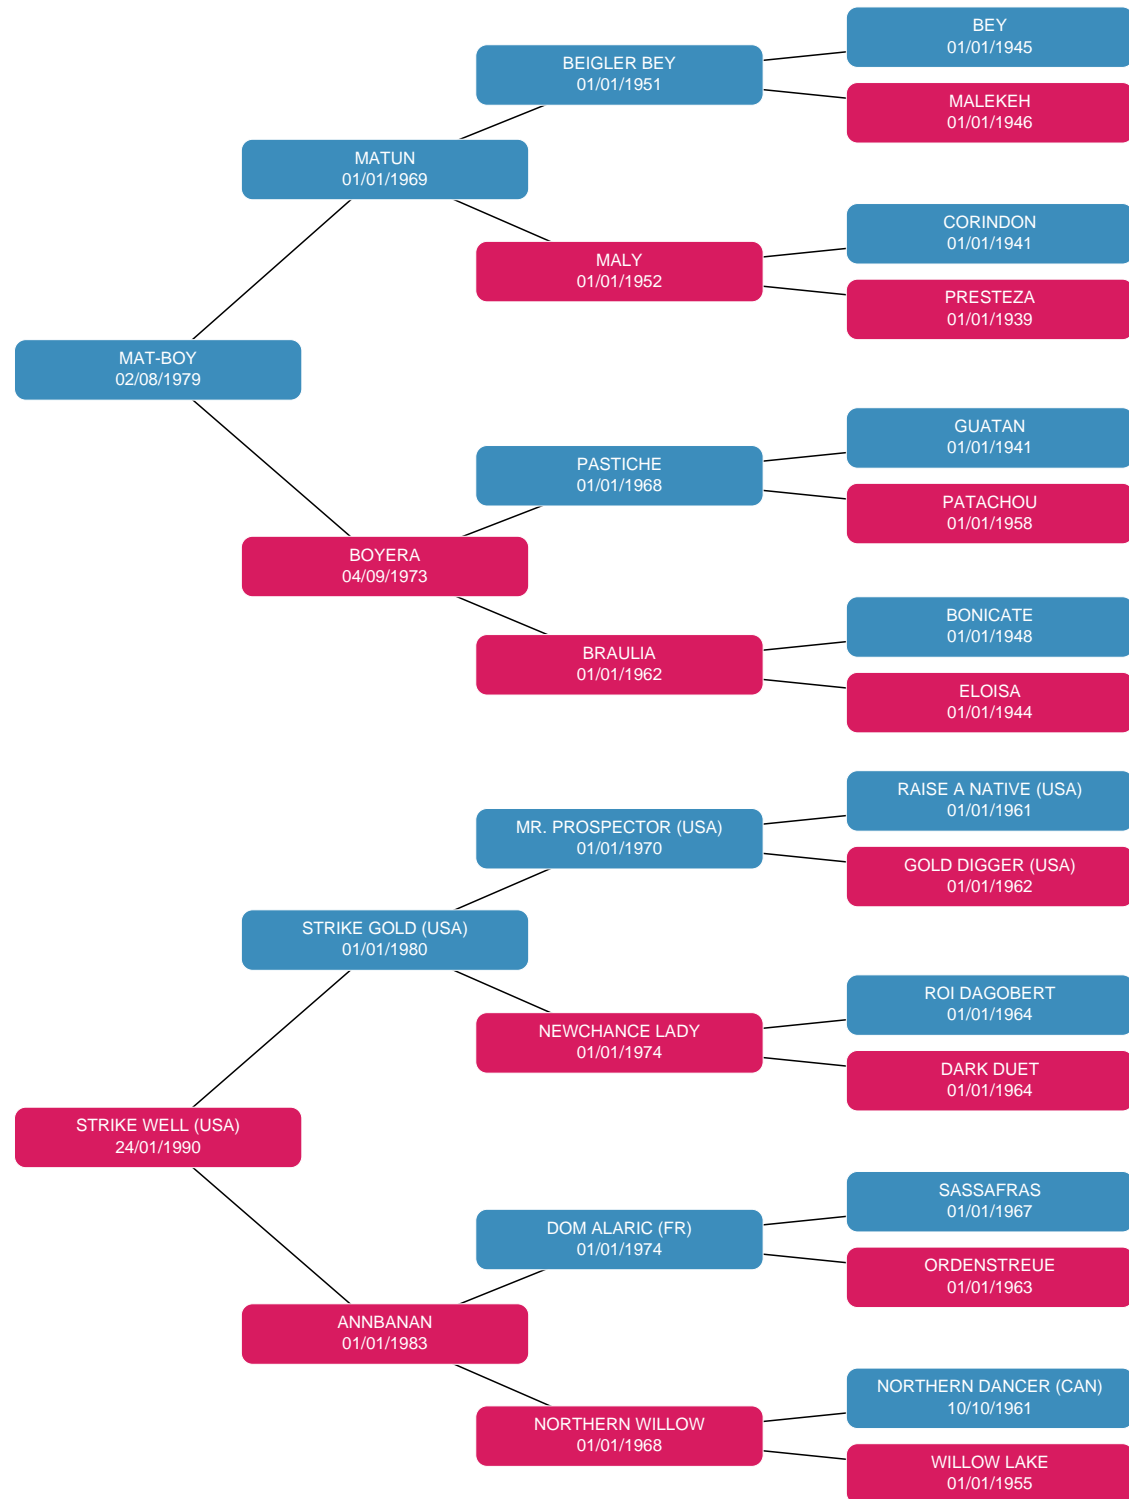 BEY
01/01/1945
BEIGLER BEY
01/01/1951
MALEKEH
01/01/1946
MATUN
01/01/1969
CORINDON
01/01/1941
MALY
01/01/1952
PRESTEZA
01/01/1939
MAT-BOY
02/08/1979
GUATAN
01/01/1941
PASTICHE
01/01/1968
PATACHOU
01/01/1958
BOYERA
04/09/1973
BONICATE
01/01/1948
BRAULIA
01/01/1962
ELOISA
01/01/1944
RAISE A NATIVE (USA)
01/01/1961
MR. PROSPECTOR (USA)
01/01/1970
GOLD DIGGER (USA)
01/01/1962
STRIKE GOLD (USA)
01/01/1980
ROI DAGOBERT
01/01/1964
NEWCHANCE LADY
01/01/1974
DARK DUET
01/01/1964
STRIKE WELL (USA)
24/01/1990
SASSAFRAS
01/01/1967
DOM ALARIC (FR)
01/01/1974
ORDENSTREUE
01/01/1963
ANNBANAN
01/01/1983
NORTHERN DANCER (CAN)
10/10/1961
NORTHERN WILLOW
01/01/1968
WILLOW LAKE
01/01/1955